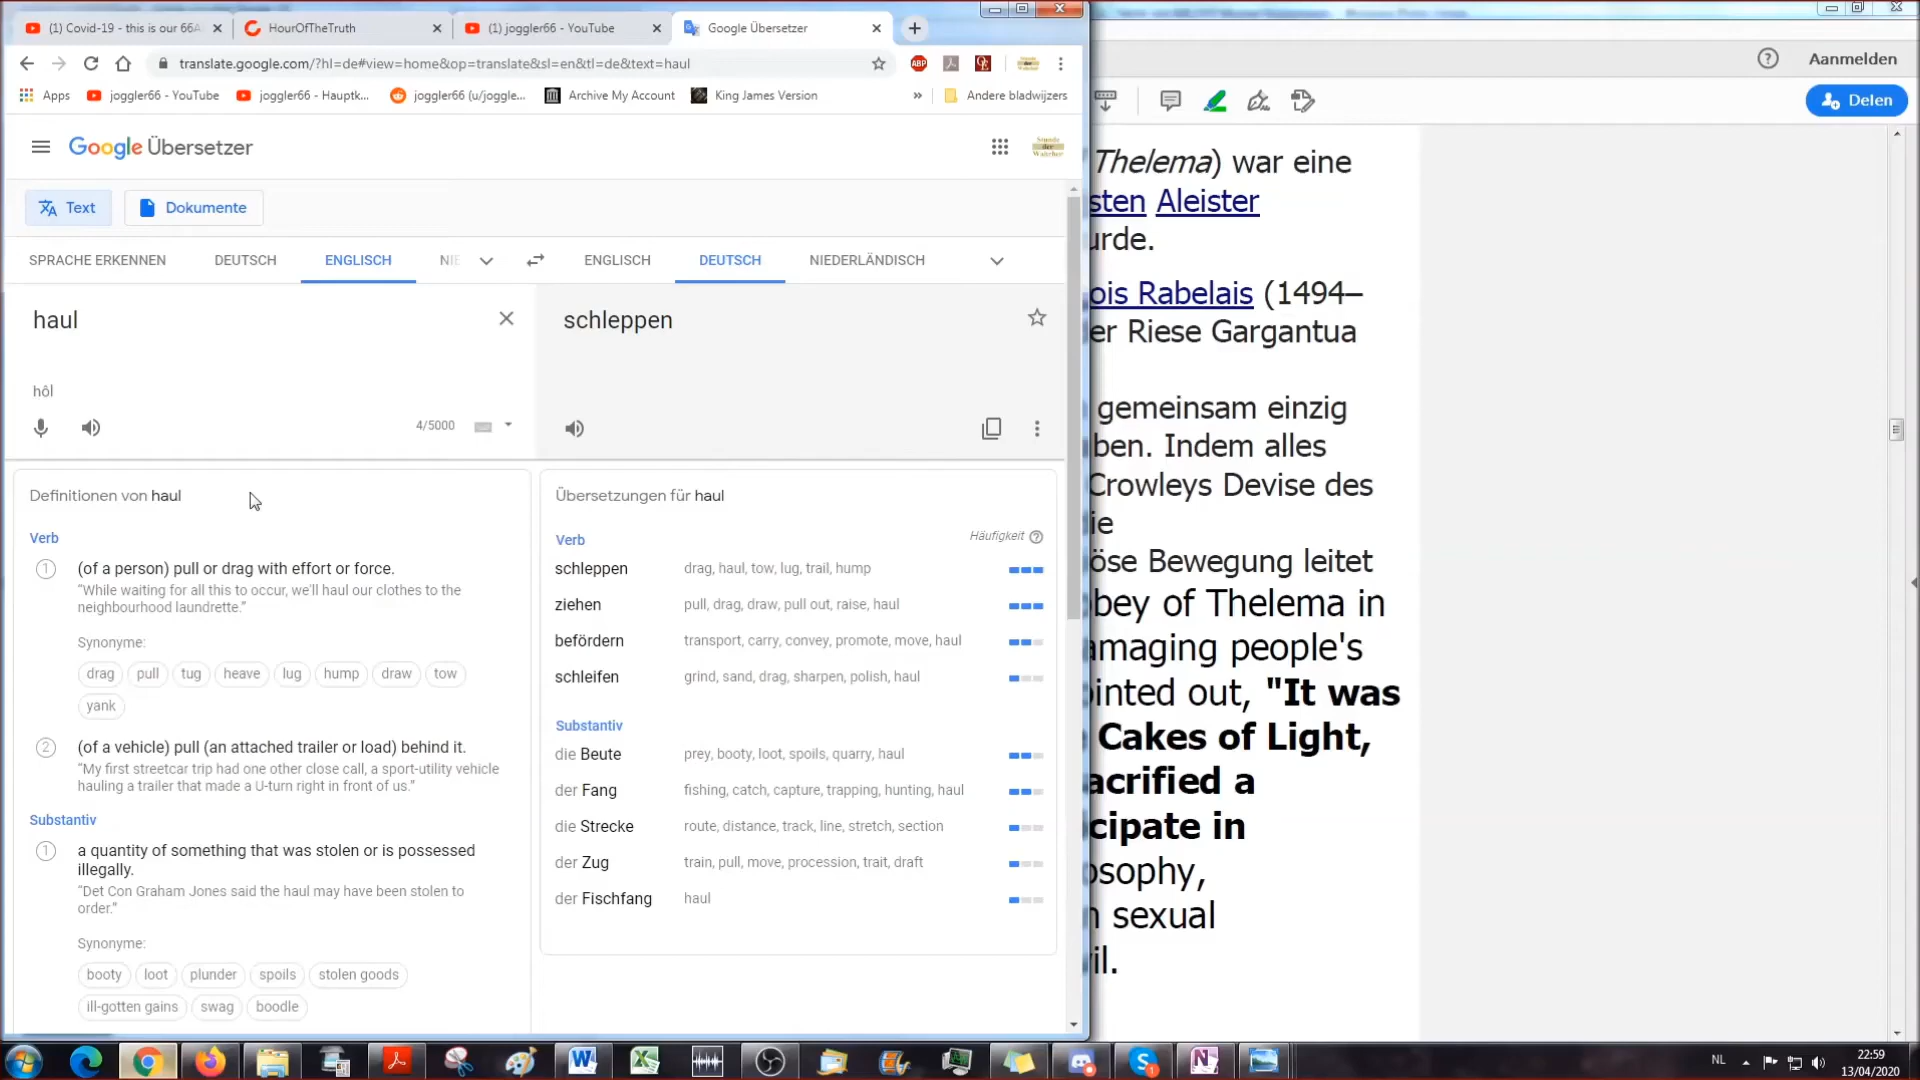 (1) Covid-19 - this is our 66A
HourOfTheTruth
(1) joggler66 - YouTube
Google Übersetzer
translate.google.com/?hl=de#view=home&op=translate&sl=en&tl=de&text=haul
ABP
Apps
joggler66 - YouTube
joggler66 - Hauptk...
joggler66 (u/joggle...
Archive My Account
King James Version
»
Andere bladwijzers
Google Übersetzer
Text
Dokumente
SPRACHE ERKENNEN DEUTSCH ENGLISCH NIE
ENGLISCH DEUTSCH NIEDERLÄNDISCH
haul
hôl
4/5000
schleppen
Definitionen von haul
Verb
1 (of a person) pull or drag with effort or force.
"While waiting for all this to occur, we'll haul our clothes to the
neighbourhood laundrette."
Synonyme:
drag pull tug heave lug hump draw tow
yank
2 (of a vehicle) pull (an attached trailer or load) behind it.
"My first streetcar trip had one other close call, a sport-utility vehicle
hauling a trailer that made a U-turn right in front of us."
Substantiv
1 a quantity of something that was stolen or is possessed
illegally.
"Det Con Graham Jones said the haul may have been stolen to
order."
Synonyme:
booty loot plunder spoils stolen goods
ill-gotten gains swag boodle
Übersetzungen für haul
Verb Häufigkeit
schleppen drag, haul, tow, lug, trail, hump
ziehen pull, drag, draw, pull out, raise, haul
befördern transport, carry, convey, promote, move, haul
schleifen grind, sand, drag, sharpen, polish, haul
Substantiv
die Beute prey, booty, loot, spoils, quarry, haul
der Fang fishing, catch, capture, trapping, hunting, haul
die Strecke route, distance, track, line, stretch, section
der Zug train, pull, move, procession, trait, draft
der Fischfang haul
Aanmelden
Delen
Thelema) war eine
sten Aleister
urde.
ois Rabelais (1494–
er Riese Gargantua
gemeinsam einzig
ben. Indem alles
Crowleys Devise des
ie
öse Bewegung leitet
bey of Thelema in
amaging people's
inted out, "It was
Cakes of Light,
acrified a
cipate in
osophy,
n sexual
il.
NL
22:59
13/04/2020